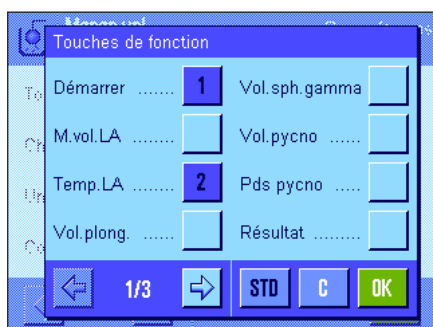 Touches de fonction
Démarrer ....... 1 Vol.sph.gamma
M.vol.LA ......... Vol.pycno ......
Temp.LA ........ 2 Pds pycno .....
Vol.plong. ...... Résultat .........
1/3 STD C OK